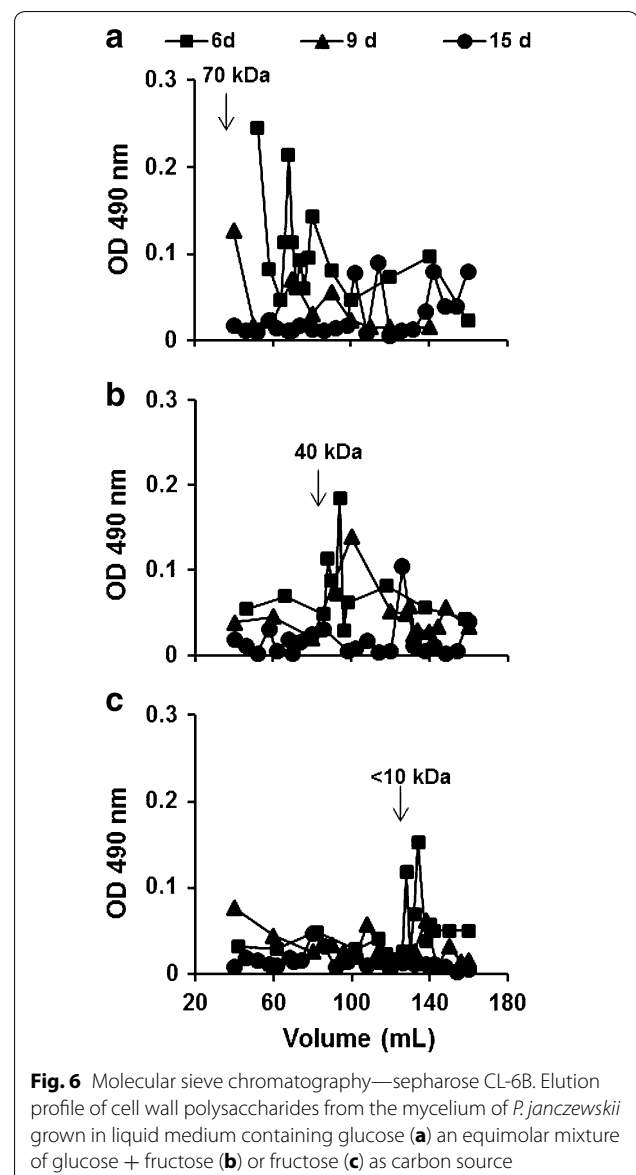 a
6d 9 d 15 d
70 kDa
0.3
0.2
0.1
0
OD 490 nm
b
40 kDa
0.3
0.2
0.1
0
OD 490 nm
c
<10 kDa
0.3
0.2
0.1
0
OD 490 nm
20 60 100 140 180
Volume (mL)
Fig. 6 Molecular sieve chromatography—sepharose CL-6B. Elution
profile of cell wall polysaccharides from the mycelium of P. janczewskii
grown in liquid medium containing glucose (a) an equimolar mixture
of glucose + fructose (b) or fructose (c) as carbon source